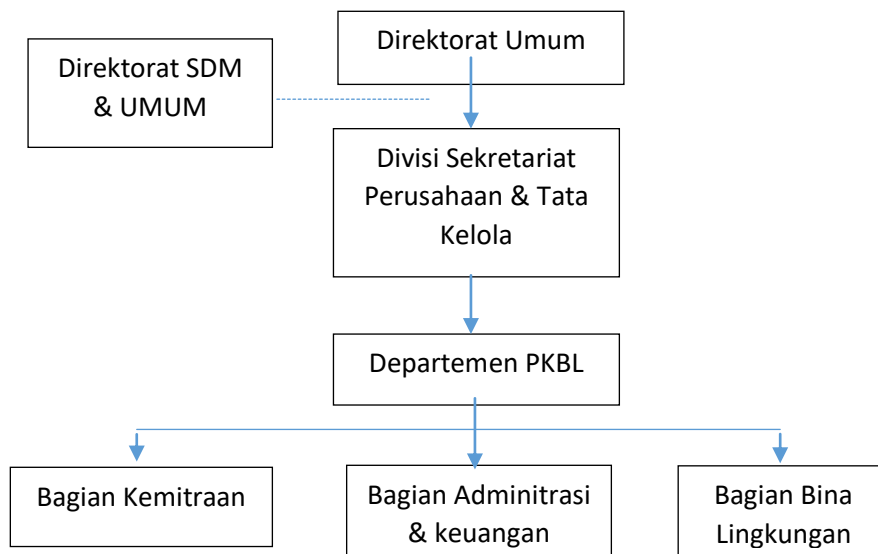 Direktorat Umum
Direktorat SDM
& UMUM
Divisi Sekretariat
Perusahaan & Tata
Kelola
Departemen PKBL
Bagian Kemitraan
Bagian Adminitrasi
& keuangan
Bagian Bina
Lingkungan